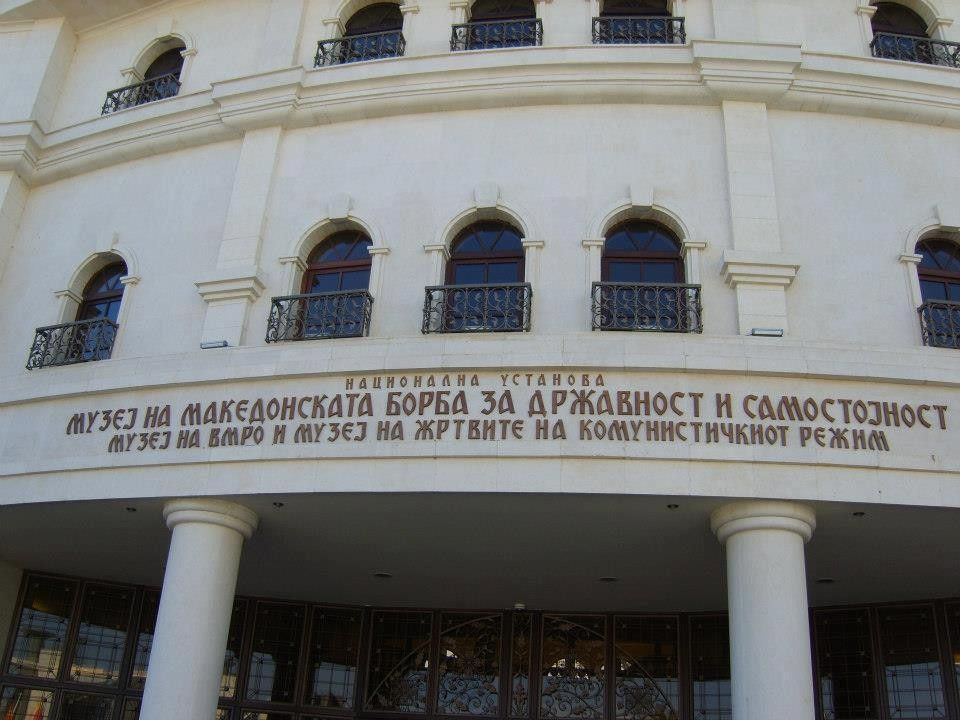 НАЦИОНАЛНА УСТАНОВА
МУЗЕЈ НА МАКЕДОНСКАТА БОРБА ЗА ДРЖАВНОСТ И САМОСТОЈНОСТ
МУЗЕЈ НА ВМРО И МУЗЕЈ НА ЖРТВИТЕ НА КОМУНИСТИЧКИОТ РЕЖИМ